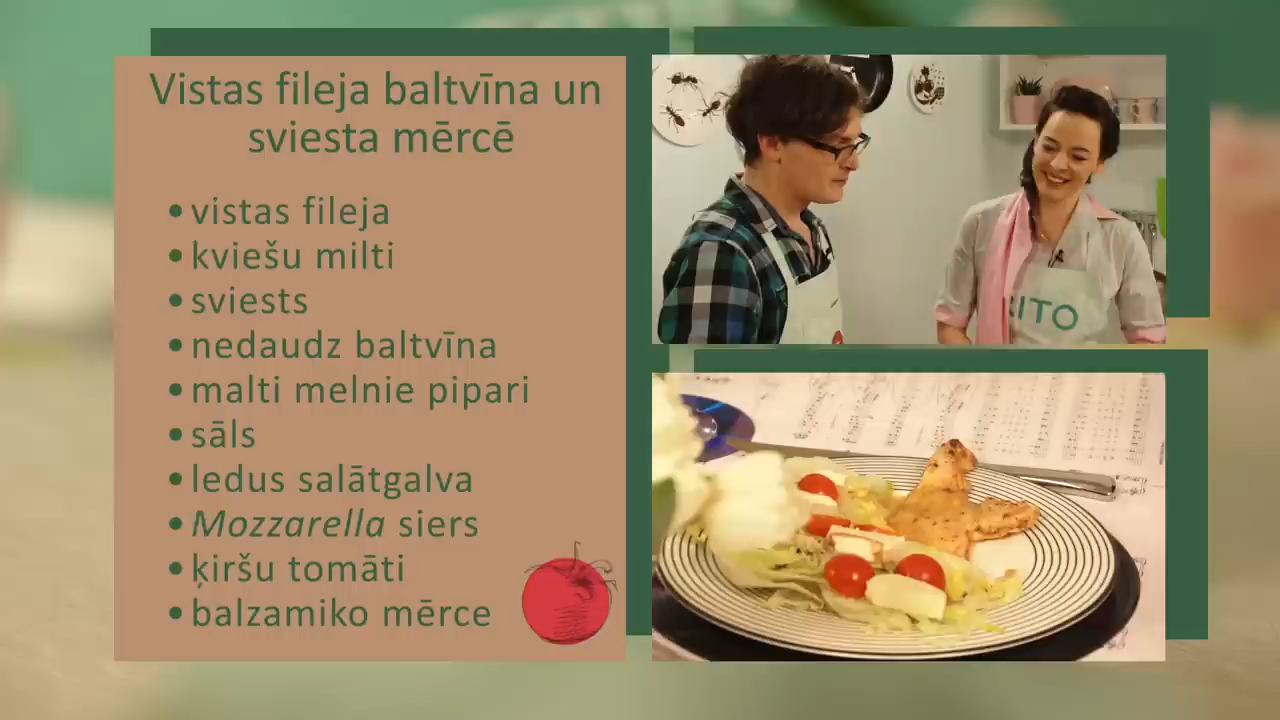 Vistas fileja baltvīna un
sviesta mērcē
• vistas fileja
• kviešu milti
• sviests
• nedaudz baltvīna
• malti melnie pipari
• sāls
• ledus salātgalva
• Mozzarella siers
• ķiršu tomāti
• balzamiko mērce